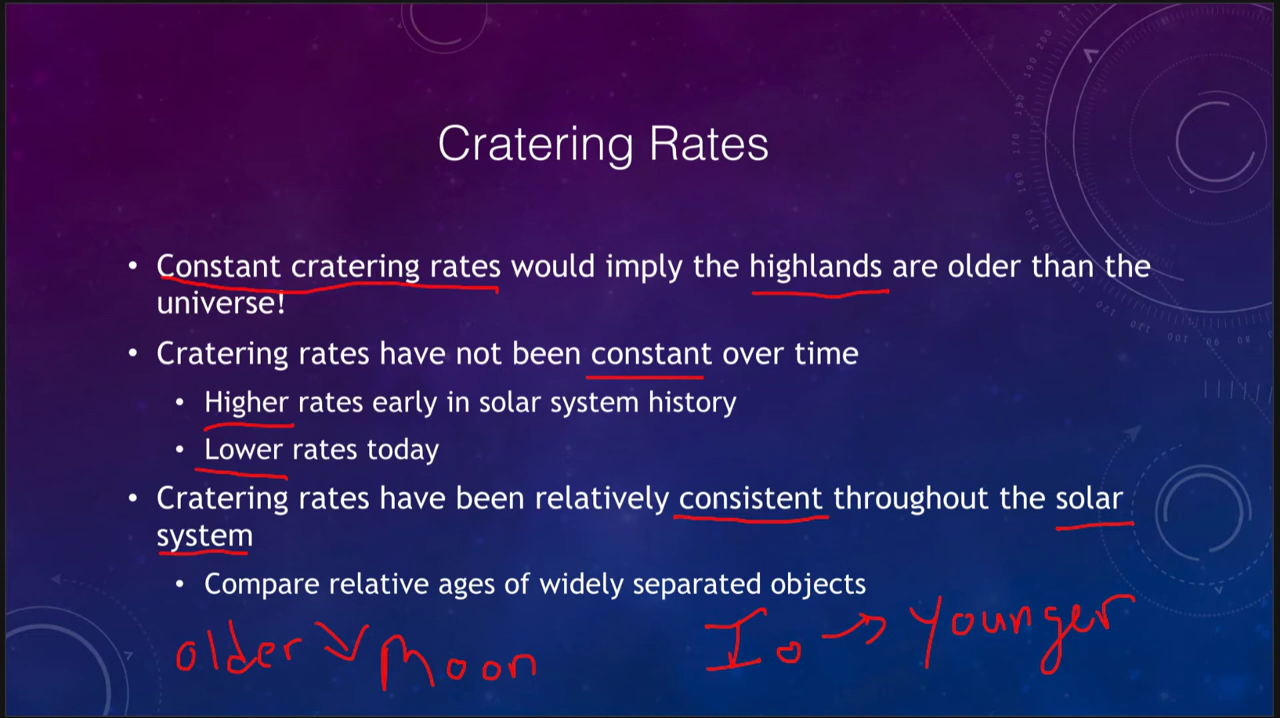 Cratering Rates
• Constant cratering rates would imply the highlands are older than the
universe!
• Cratering rates have not been constant over time
• Higher rates early in solar system history
• Lower rates today
• Cratering rates have been relatively consistent throughout the solar
system
• Compare relative ages of widely separated objects
older Moon
Io → Younger